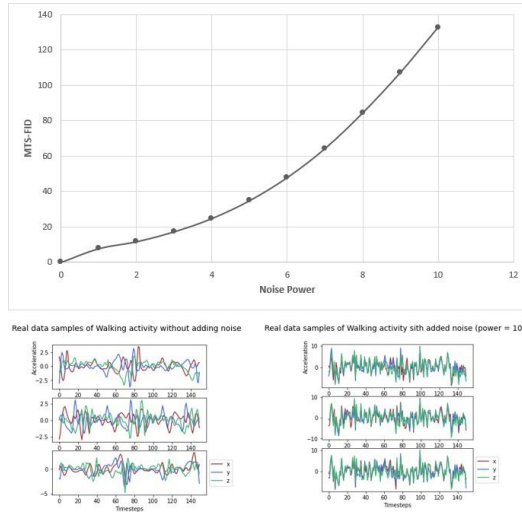 140
120
100
80
60
40
20
0
MTS-FID
0 2 4 6 8 10 12
Noise Power
Real data samples of Walking activity without adding noise
Acceleration
2.5
0.0
−2.5
0 20 40 60 80 100 120 140
2.5
0.0
−2.5
0 20 40 60 80 100 120 140
0
−5
0 20 40 60 80 100 120 140
Timesteps
x
y
z
Real data samples of Walking activity sith added noise (power = 10
Acceleration
10
0
0 20 40 60 80 100 120 140
10
0
−10
0 20 40 60 80 100 120 140
10
0
0 20 40 60 80 100 120 140
Timesteps
x
y
z